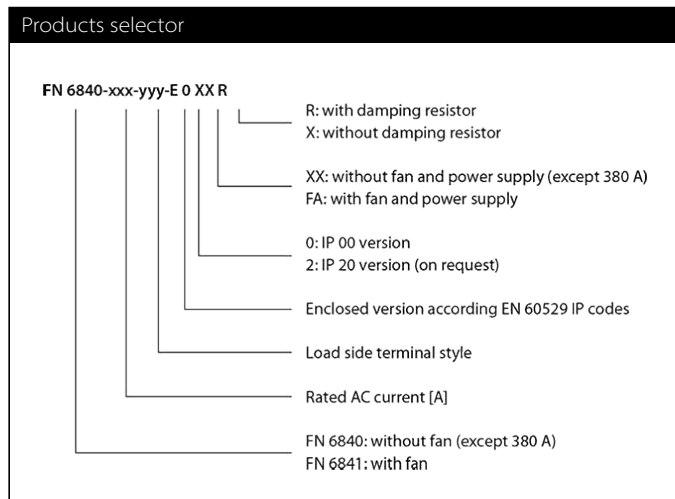 Products selector
FN 6840-xxx-yyy-E 0 XX R
R: with damping resistor
X: without damping resistor
XX: without fan and power supply (except 380 A)
FA: with fan and power supply
0: IP 00 version
2: IP 20 version (on request)
Enclosed version according EN 60529 IP codes
Load side terminal style
Rated AC current [A]
FN 6840: without fan (except 380 A)
FN 6841: with fan